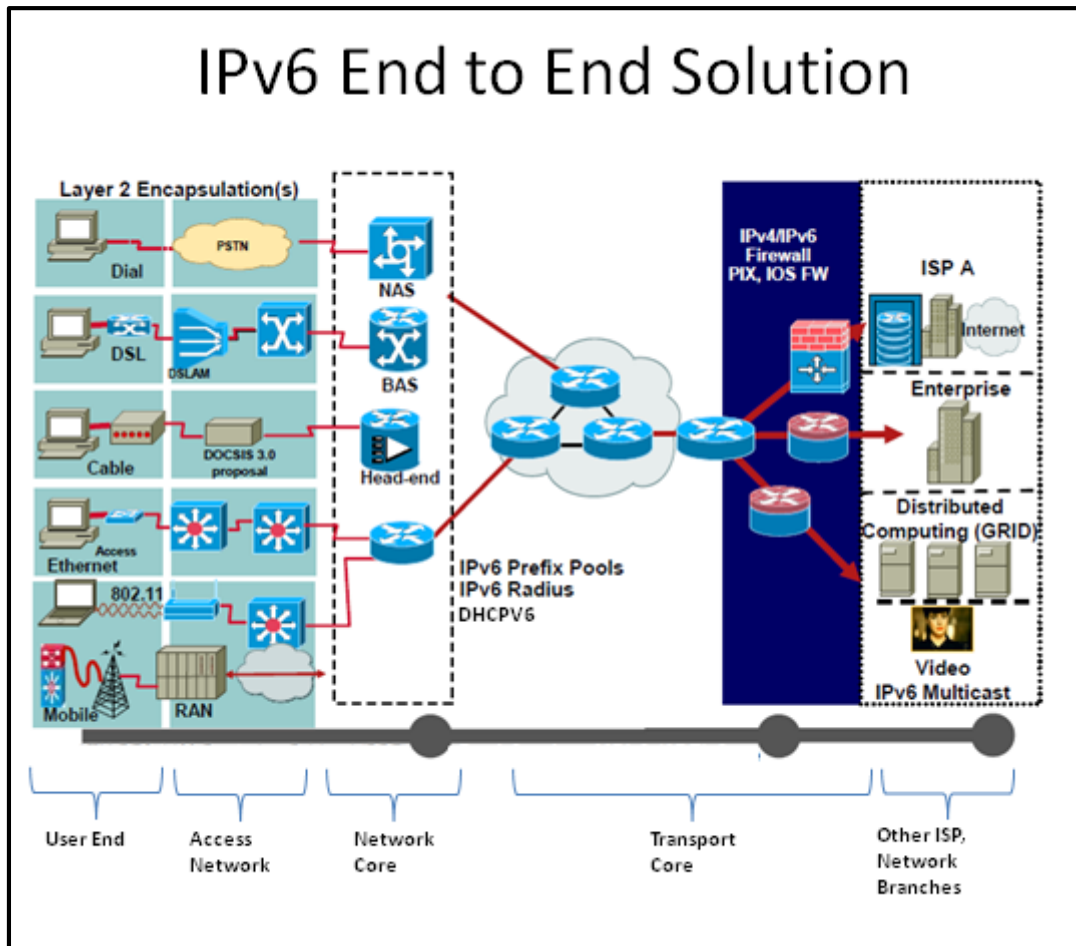 IPv6 End to End Solution
Layer 2 Encapsulation(s)
PSTN
Dial
NAS
DSL
DSLAM
BAS
Cable
DOCSIS 3.0
proposal
Head-end
Access
Ethernet
802.11
Mobile
RAN
IPv6 Prefix Pools
IPv6 Radius
DHCPV6
IPv4/IPv6
Firewall
PIX, IOS FW
ISP A
Internet
Enterprise
Distributed
Computing (GRID)
Video
IPv6 Multicast
User End
Access
Network
Network
Core
Transport
Core
Other ISP,
Network
Branches